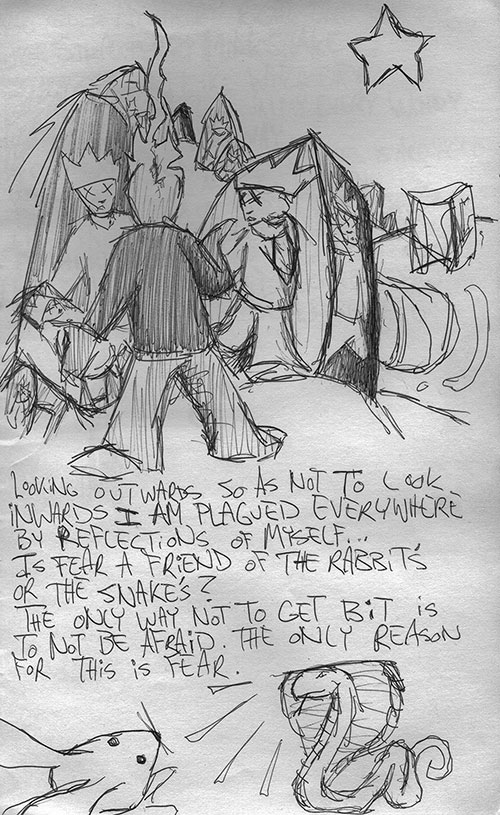 LOOKING OUTWARDS SO AS NOT TO LOOK
INWARDS I AM PLAGUED EVERYWHERE
BY REFLECTIONS OF MYSELF...
IS FEAR A FRIEND OF THE RABBIT'S
OR THE SNAKE'S?
THE ONLY WAY NOT TO GET BIT IS
TO NOT BE AFRAID. THE ONLY REASON
FOR THIS IS FEAR.